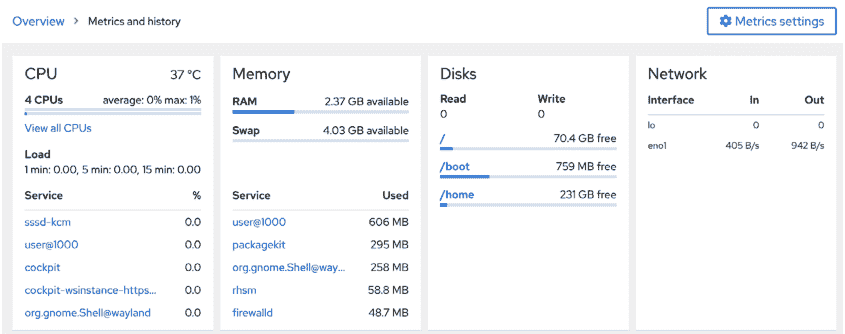 Overview > Metrics and history
Metrics settings
CPU 37 °C
4 CPUs average: 0% max: 1%
View all CPUs
Load
1 min: 0.00, 5 min: 0.00, 15 min: 0.00
Service %
sssd-kcm 0.0
user@1000 0.0
cockpit 0.0
cockpit-wsinstance-https... 0.0
org.gnome.Shell@wayland 0.0
Memory
RAM 2.37 GB available
Swap 4.03 GB available
Service Used
user@1000 606 MB
packagekit 295 MB
org.gnome.Shell@way... 258 MB
rhsm 58.8 MB
firewalld 48.7 MB
Disks
Read Write
0 0
/ 70.4 GB free
/boot 759 MB free
/home 231 GB free
Network
Interface In Out
lo 0 0
eno1 405 B/s 942 B/s